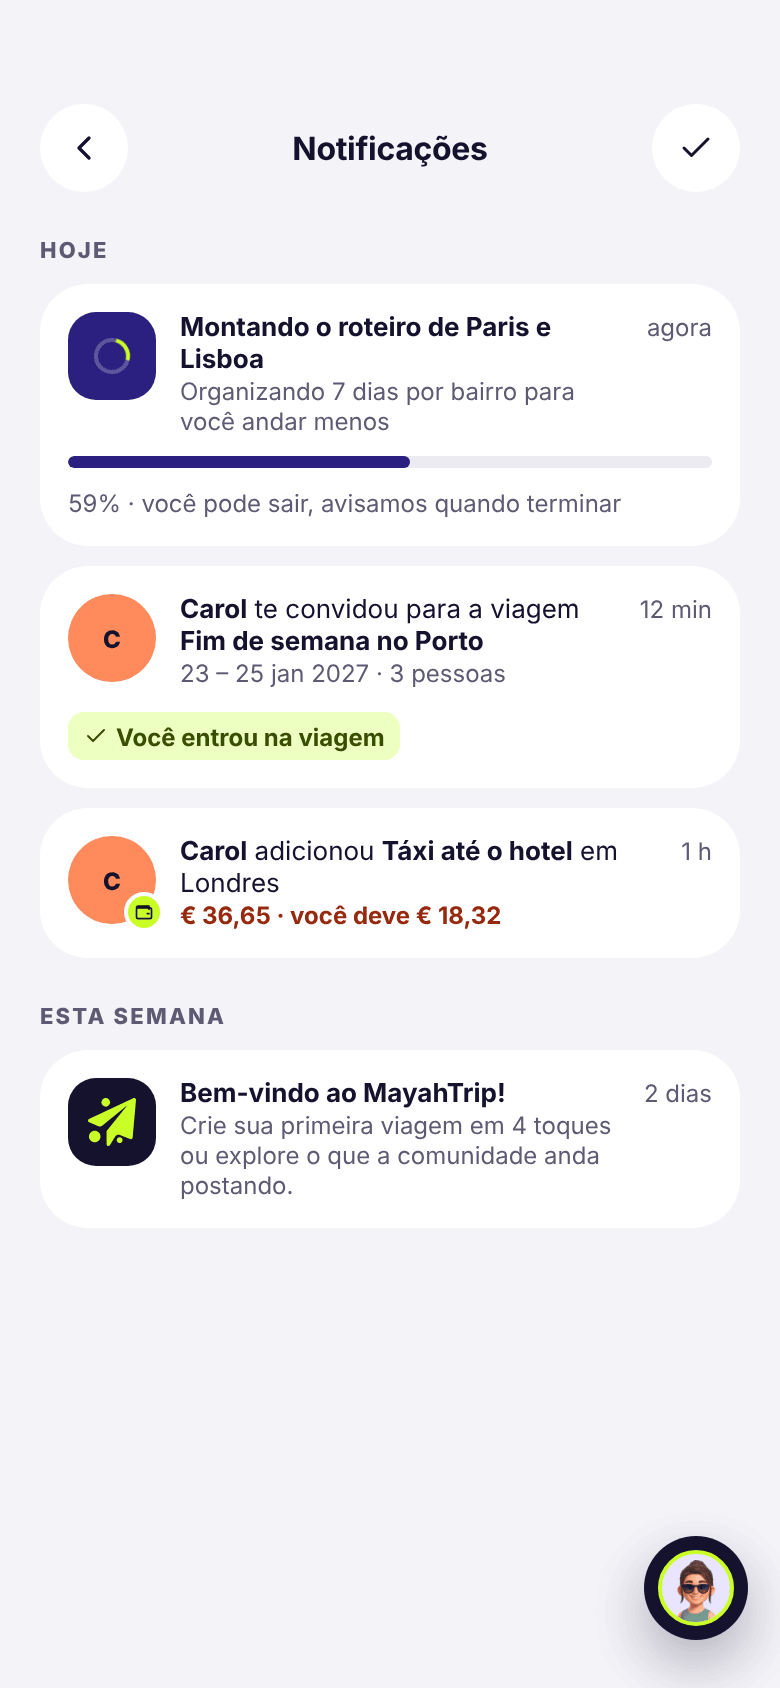 Notificações
HOJE
Montando o roteiro de Paris e
Lisboa
agora
Organizando 7 dias por bairro para
você andar menos
59% · você pode sair, avisamos quando terminar
C
Carol te convidou para a viagem
Fim de semana no Porto
12 min
23 – 25 jan 2027 · 3 pessoas
Você entrou na viagem
C
Carol adicionou Táxi até o hotel em
Londres
1 h
€ 36,65 · você deve € 18,32
ESTA SEMANA
Bem-vindo ao MayahTrip!
2 dias
Crie sua primeira viagem em 4 toques
ou explore o que a comunidade anda
postando.